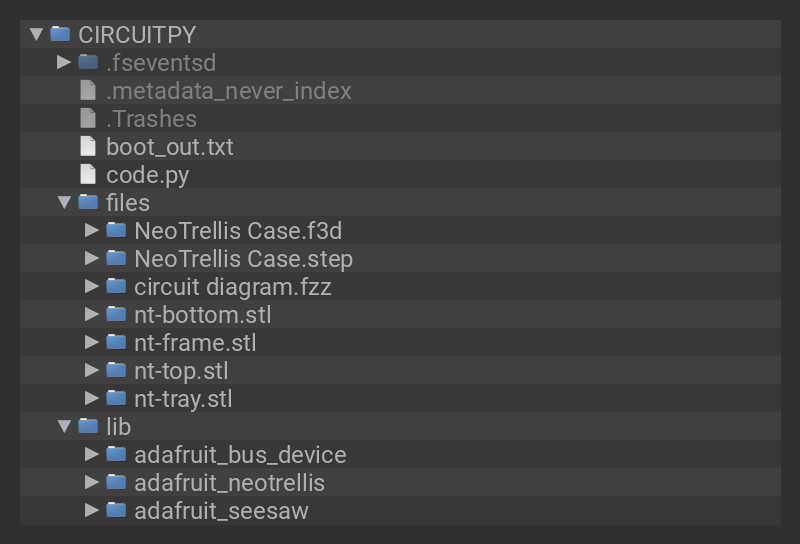 CIRCUITPY
.fseventsd
.metadata_never_index
.Trashes
boot_out.txt
code.py
files
NeoTrellis Case.f3d
NeoTrellis Case.step
circuit diagram.fzz
nt-bottom.stl
nt-frame.stl
nt-top.stl
nt-tray.stl
lib
adafruit_bus_device
adafruit_neotrellis
adafruit_seesaw